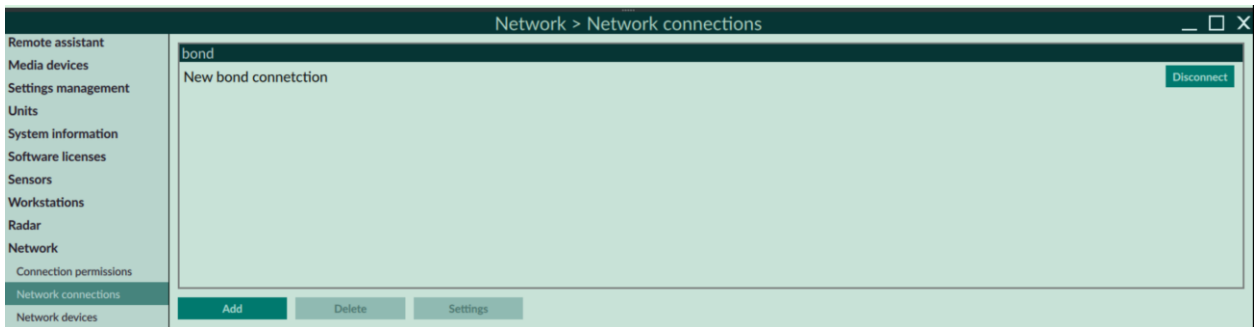 Network > Network connections
Remote assistant
Media devices
Settings management
Units
System information
Software licenses
Sensors
Workstations
Radar
Network
Connection permissions
Network connections
Network devices
bond
New bond connetction
Disconnect
Add
Delete
Settings